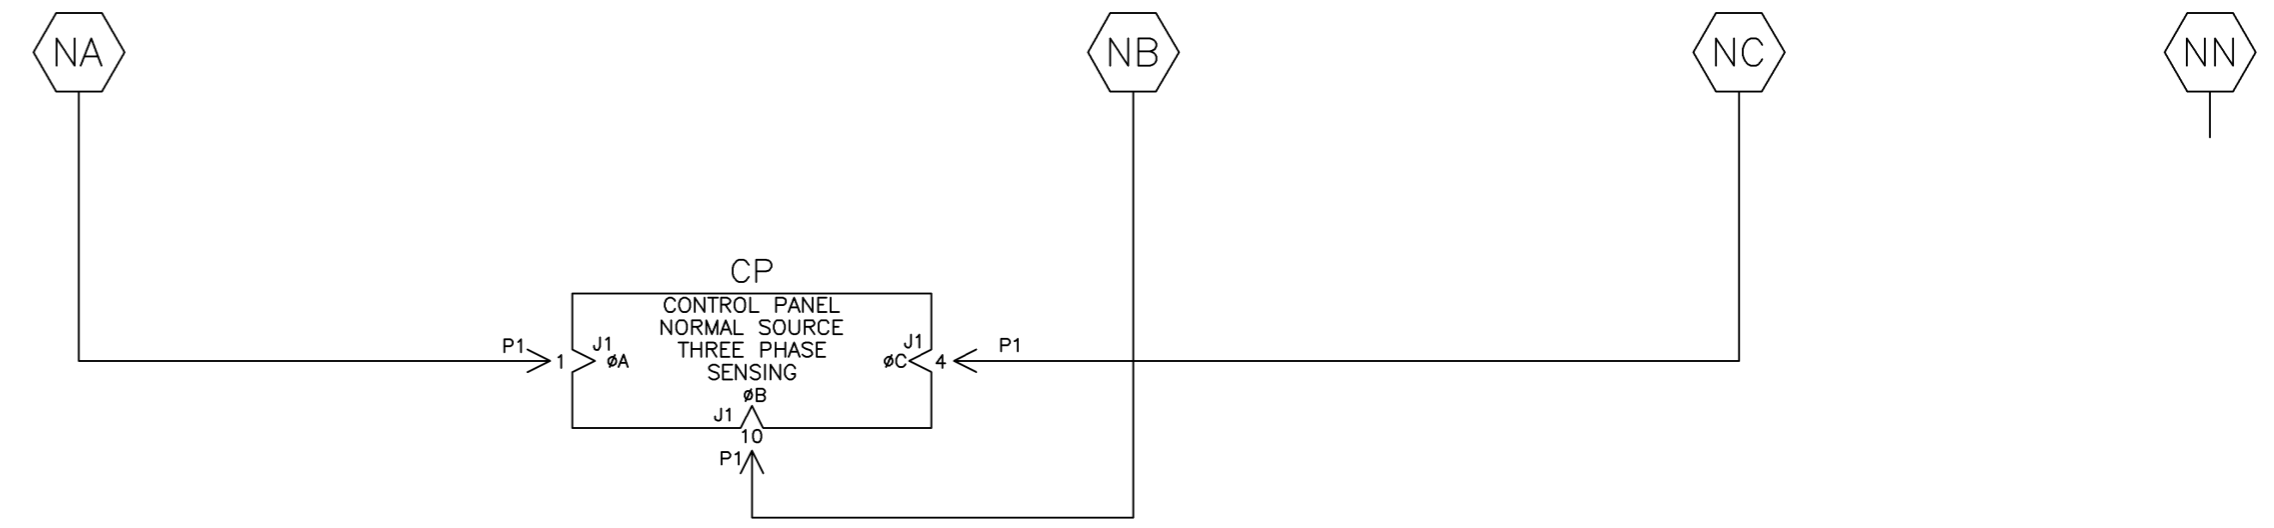 NA
NB
NC
NN
CP
CONTROL PANEL
NORMAL SOURCE
THREE PHASE
SENSING
P1
1
J1
øA
øC
J1
4
P1
øB
J1
10
P1